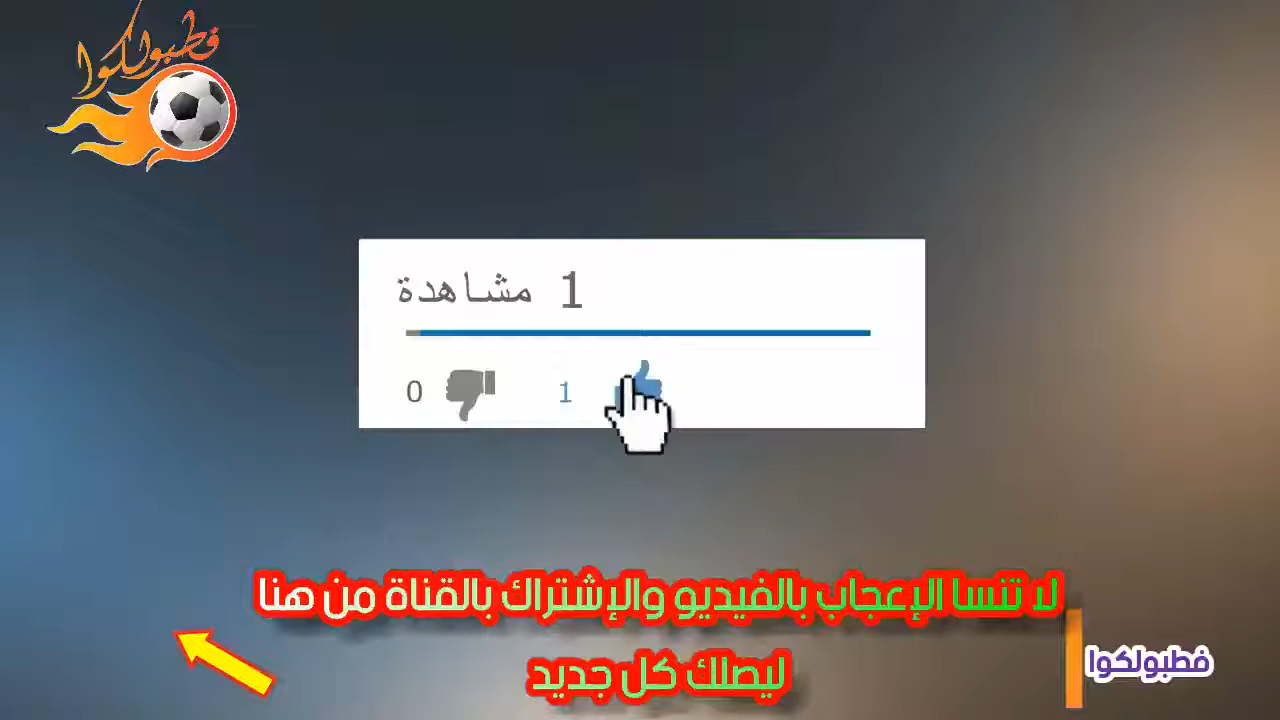 فطبولكوا
1 مشاهدة
0 1
لا تنسا الإعجاب بالفيديو والإشتراك بالقناة من هنا
ليصلك كل جديد
فطبولكوا